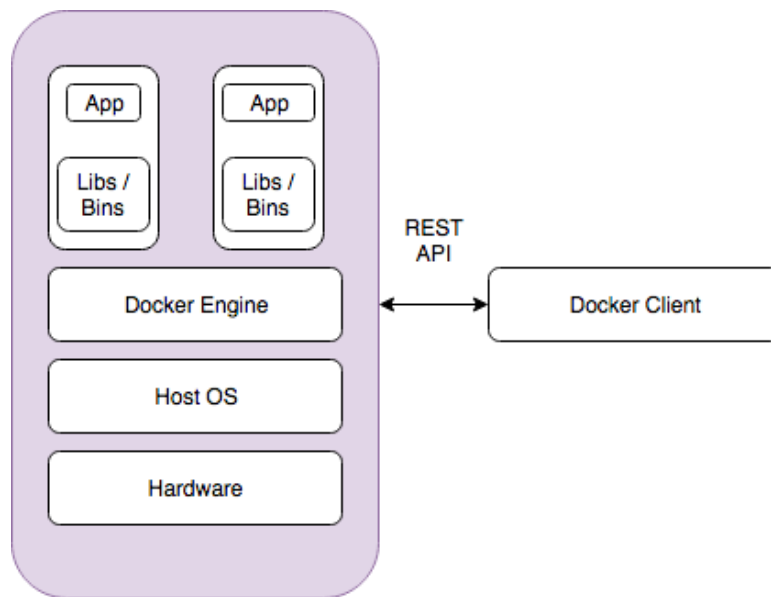 App
App
Libs /
Bins
Libs /
Bins
REST
API
Docker Engine
Docker Client
Host OS
Hardware